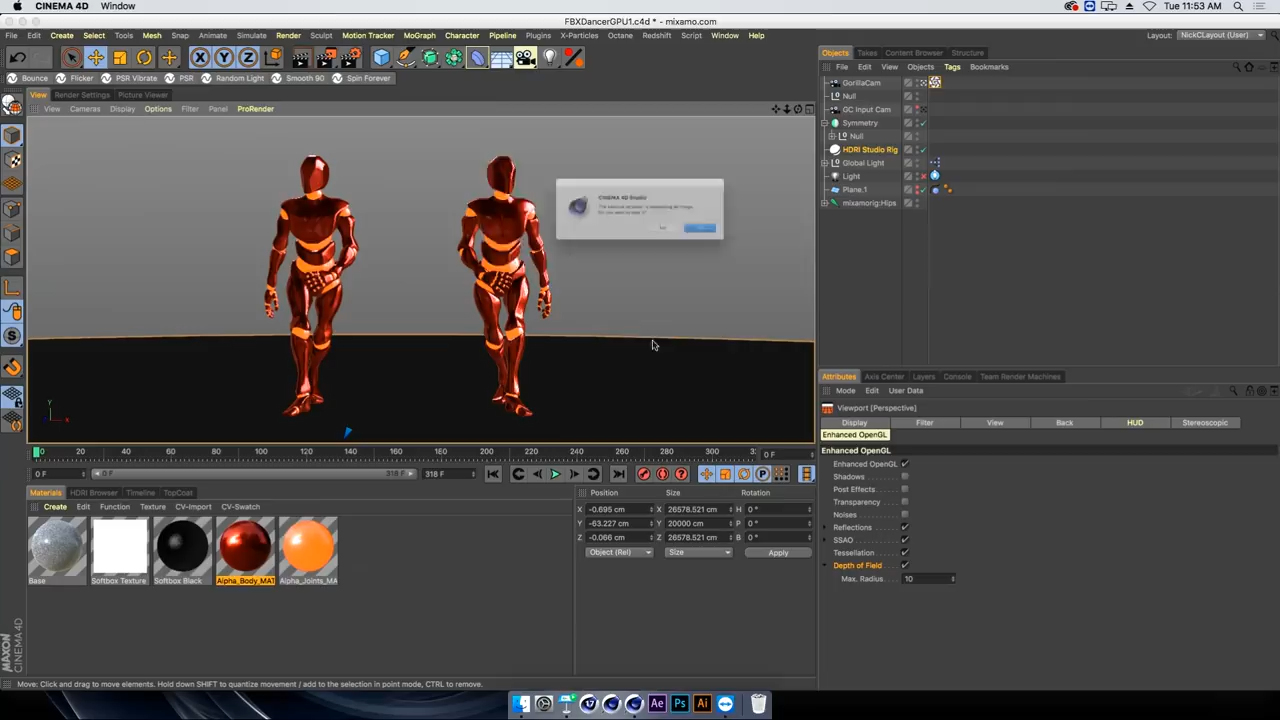 CINEMA 4D Window
Tue 11:53 AM
FBXDancerGPU1.c4d * - mixamo.com
File Edit Create Select Tools Mesh Snap Animate Simulate Render Sculpt Motion Tracker MoGraph Character Pipeline Plugins X-Particles Octane Redshift Script Window Help
Layout: NickCLayout (User)
Bounce Flicker PSR Vibrate PSR Random Light Smooth 90 Spin Forever
View Render Settings Picture Viewer
View Cameras Display Options Filter Panel ProRender
CINEMA 4D Studio
Objects Takes Content Browser Structure
File Edit View Objects Tags Bookmarks
GorillaCam
Null
GC Input Cam
Symmetry
Null
HDRI Studio Rig
Global Light
Light
Plane.1
mixamorig:Hips
Attributes Axis Center Layers Console Team Render Machines
Mode Edit User Data
Viewport [Perspective]
Display Filter View Back HUD Stereoscopic
Enhanced OpenGL
Enhanced OpenGL
Enhanced OpenGL
Shadows
Post Effects
Transparency
Noises
Reflections
SSAO
Tessellation
Depth of Field
Max. Radius 10
Y
X
0 20 40 60 80 100 120 140 160 180 200 220 240 260 280 300 0 F
0 F 0 F 318 F 318 F
Materials HDRI Browser Timeline TopCoat
Create Edit Function Texture CV-Import CV-Swatch
Base Softbox Texture Softbox Black Alpha_Body_MAT Alpha_Joints_MA
Position Size Rotation
X -0.695 cm X 26578.521 cm H 0 °
Y -63.227 cm Y 20000 cm P 0 °
Z -0.066 cm Z 26578.521 cm B 0 °
Object (Rel) Size Apply
MAXON CINEMA 4D
Move: Click and drag to move elements. Hold down SHIFT to quantize movement / add to the selection in point mode, CTRL to remove.
Ae Ps Ai